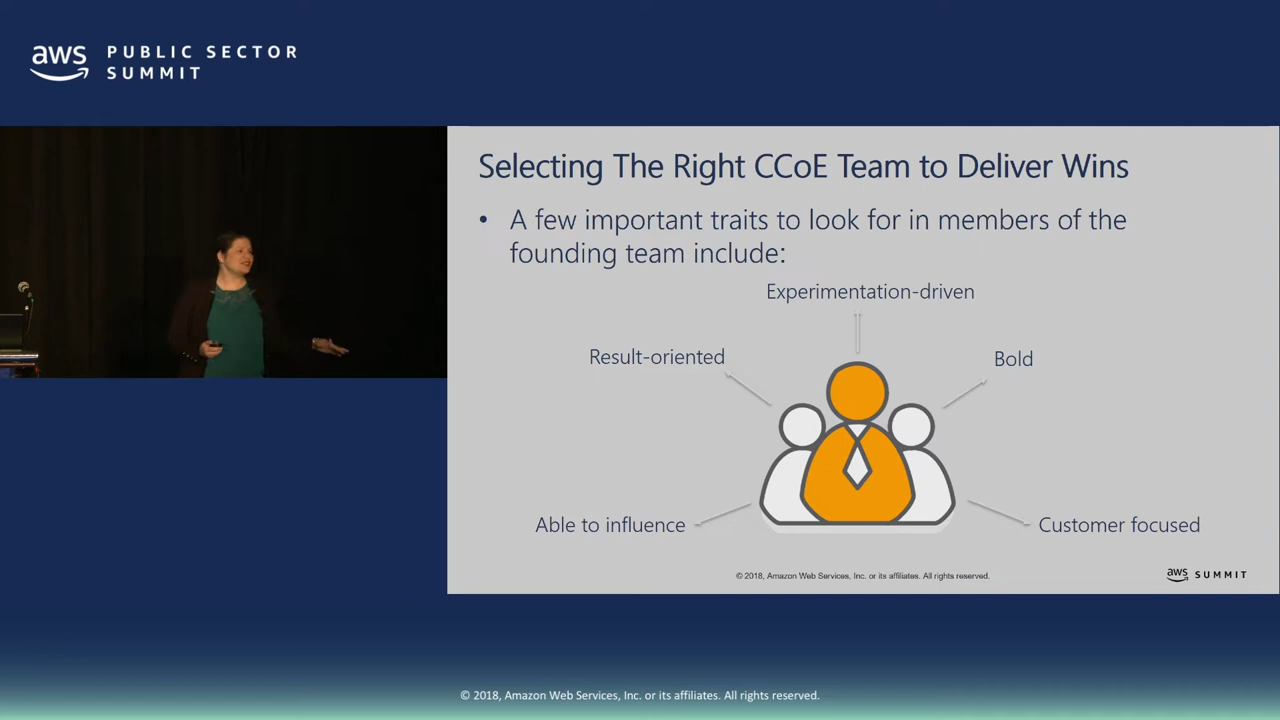 aws PUBLIC SECTOR
SUMMIT
Selecting The Right CCoE Team to Deliver Wins
• A few important traits to look for in members of the
founding team include:
Experimentation-driven
Result-oriented
Bold
Able to influence
Customer focused
© 2018, Amazon Web Services, Inc. or its affiliates. All rights reserved.
aws SUMMIT
© 2018, Amazon Web Services, Inc. or its affiliates. All rights reserved.